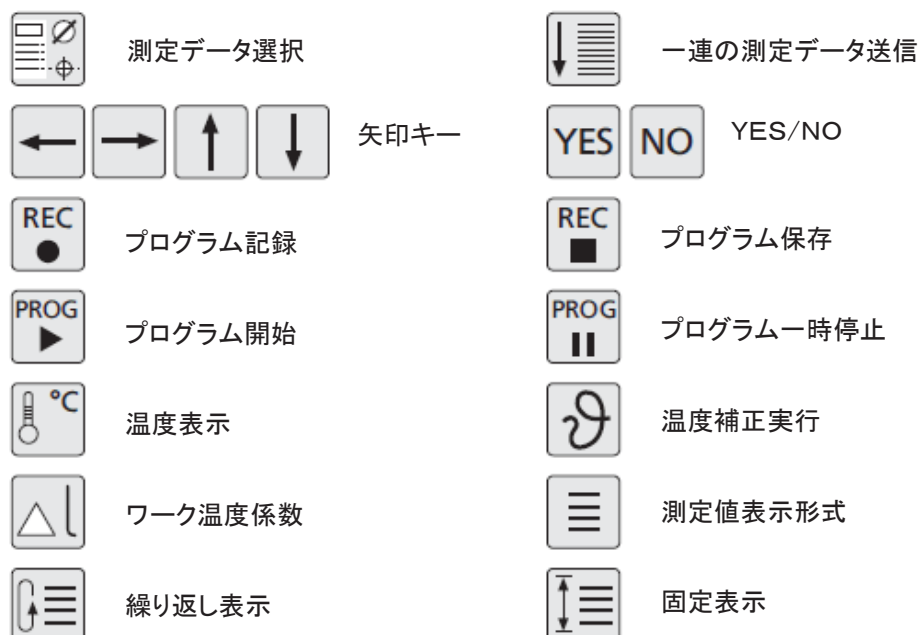 測定データ選択
一連の測定データ送信
矢印キー
YES NO YES/NO
REC プログラム記録
REC プログラム保存
PROG プログラム開始
PROG プログラム一時停止
°C 温度表示
ϑ 温度補正実行
ワーク温度係数
測定値表示形式
繰り返し表示
固定表示